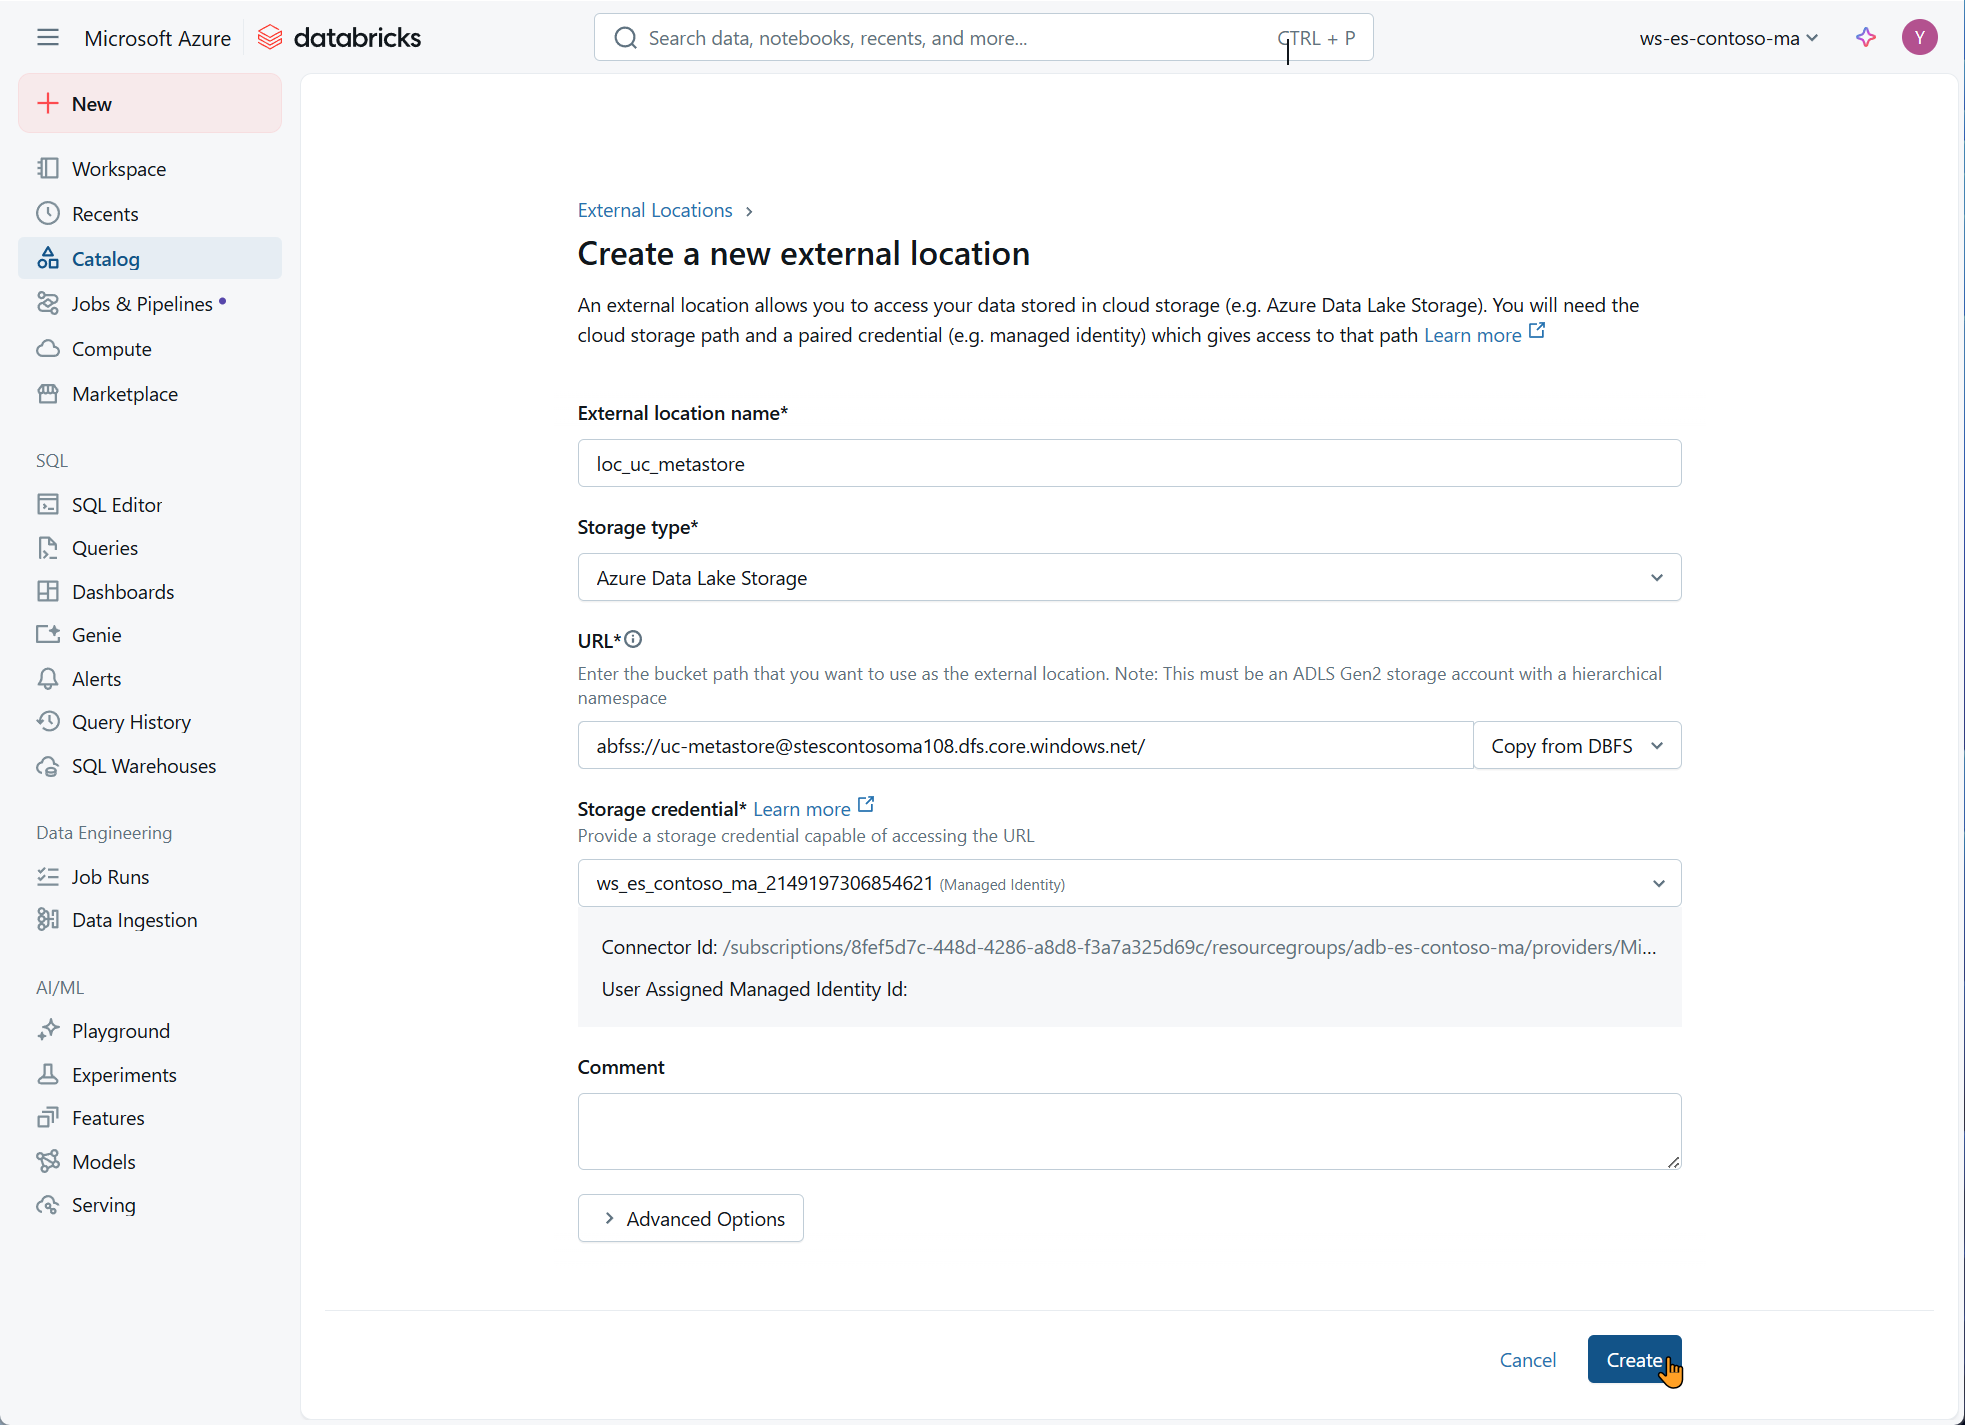 Microsoft Azure databricks
Search data, notebooks, recents, and more... CTRL + P
ws-es-contoso-ma
Y
New
Workspace
Recents
Catalog
Jobs & Pipelines
Compute
Marketplace
SQL
SQL Editor
Queries
Dashboards
Genie
Alerts
Query History
SQL Warehouses
Data Engineering
Job Runs
Data Ingestion
AI/ML
Playground
Experiments
Features
Models
Serving
External Locations
Create a new external location
An external location allows you to access your data stored in cloud storage (e.g. Azure Data Lake Storage). You will need the
cloud storage path and a paired credential (e.g. managed identity) which gives access to that path Learn more
External location name*
loc_uc_metastore
Storage type*
Azure Data Lake Storage
URL*
Enter the bucket path that you want to use as the external location. Note: This must be an ADLS Gen2 storage account with a hierarchical
namespace
abfss://uc-metastore@stescontosoma108.dfs.core.windows.net/
Copy from DBFS
Storage credential* Learn more
Provide a storage credential capable of accessing the URL
ws_es_contoso_ma_2149197306854621 (Managed Identity)
Connector Id: /subscriptions/8fef5d7c-448d-4286-a8d8-f3a7a325d69c/resourcegroups/adb-es-contoso-ma/providers/Mi...
User Assigned Managed Identity Id:
Comment
Advanced Options
Cancel
Create